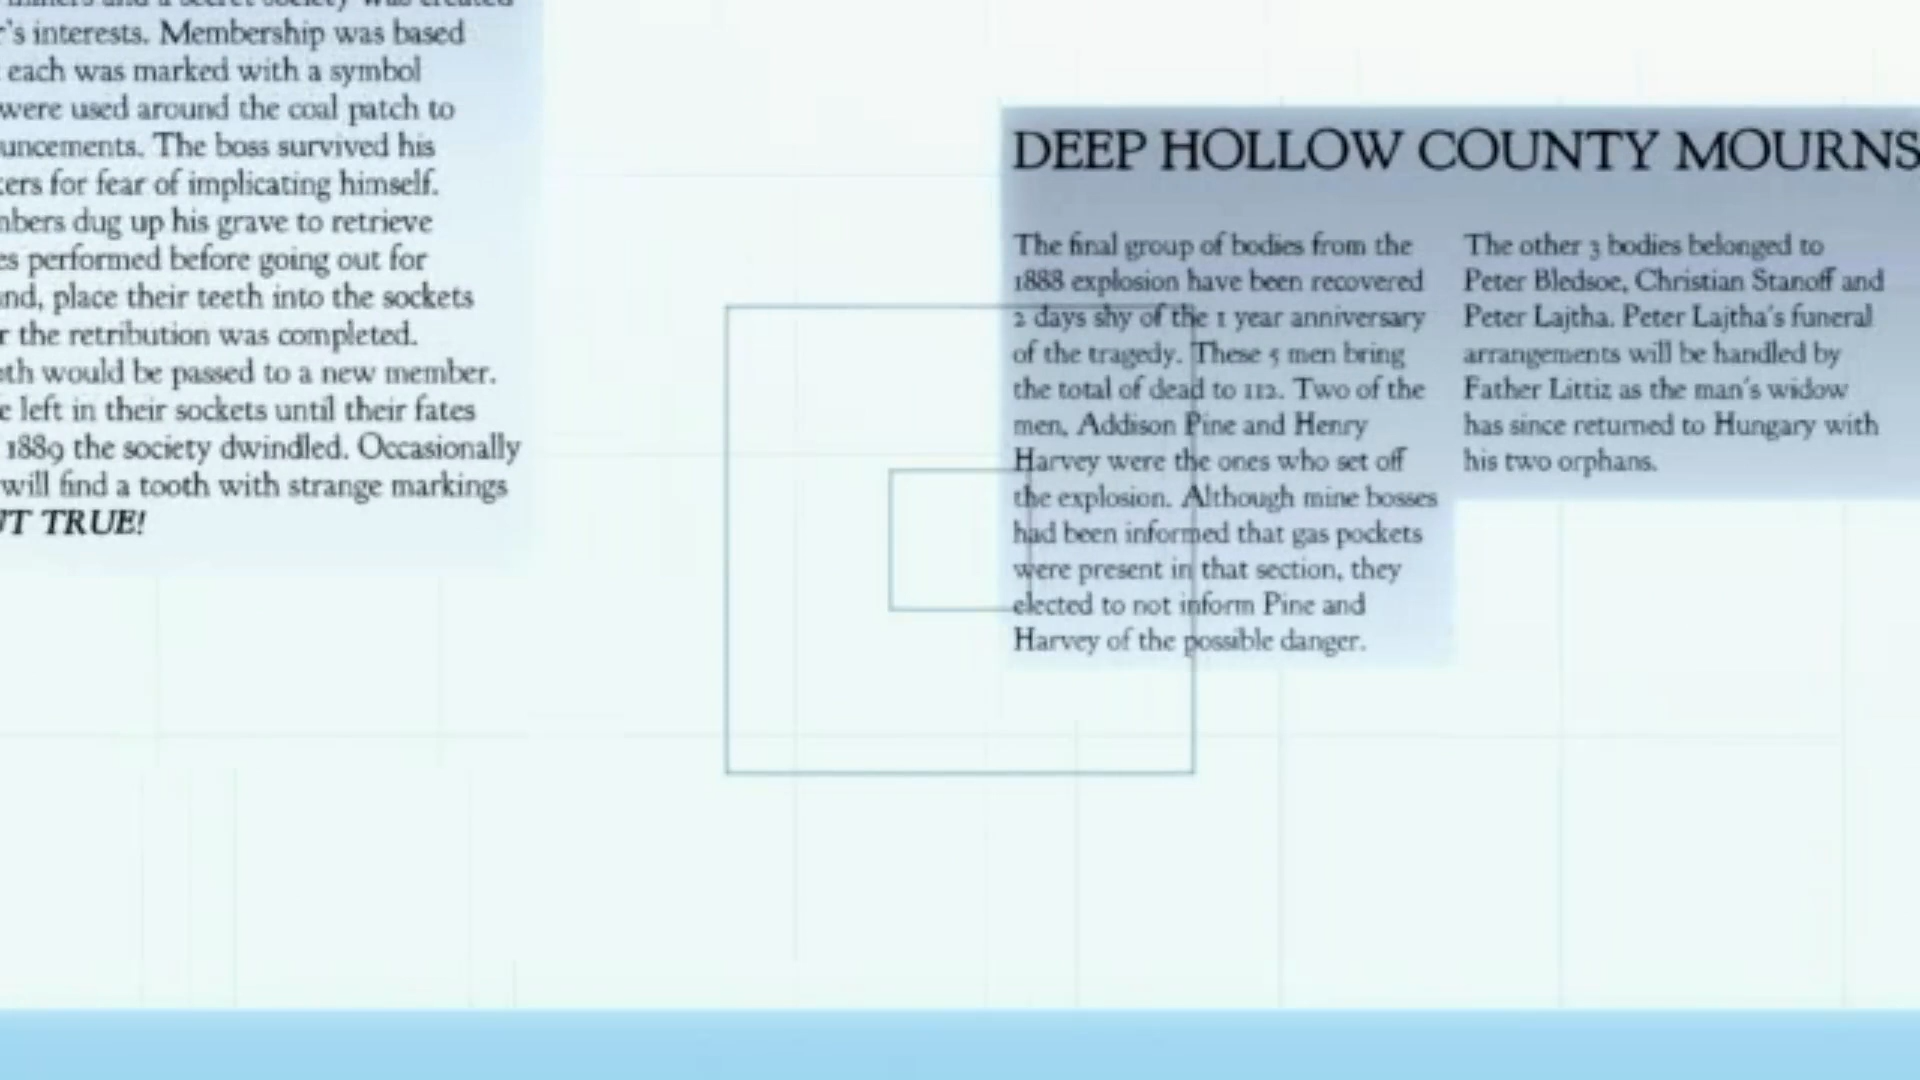 's interests. Membership was based
each was marked with a symbol
were used around the coal patch to
uncements. The boss survived his
ers for fear of implicating himself.
bers dug up his grave to retrieve
es performed before going out for
nd, place their teeth into the sockets
r the retribution was completed.
th would be passed to a new member.
e left in their sockets until their fates
1889 the society dwindled. Occasionally
will find a tooth with strange markings
T TRUE!
DEEP HOLLOW COUNTY MOURNS
The final group of bodies from the
1888 explosion have been recovered
2 days shy of the 1 year anniversary
of the tragedy. These 5 men bring
the total of dead to 112. Two of the
men, Addison Pine and Henry
Harvey were the ones who set off
the explosion. Although mine bosses
had been informed that gas pockets
were present in that section, they
elected to not inform Pine and
Harvey of the possible danger.
The other 3 bodies belonged to
Peter Bledsoe, Christian Stanoff and
Peter Lajtha. Peter Lajtha's funeral
arrangements will be handled by
Father Littiz as the man's widow
has since returned to Hungary with
his two orphans.